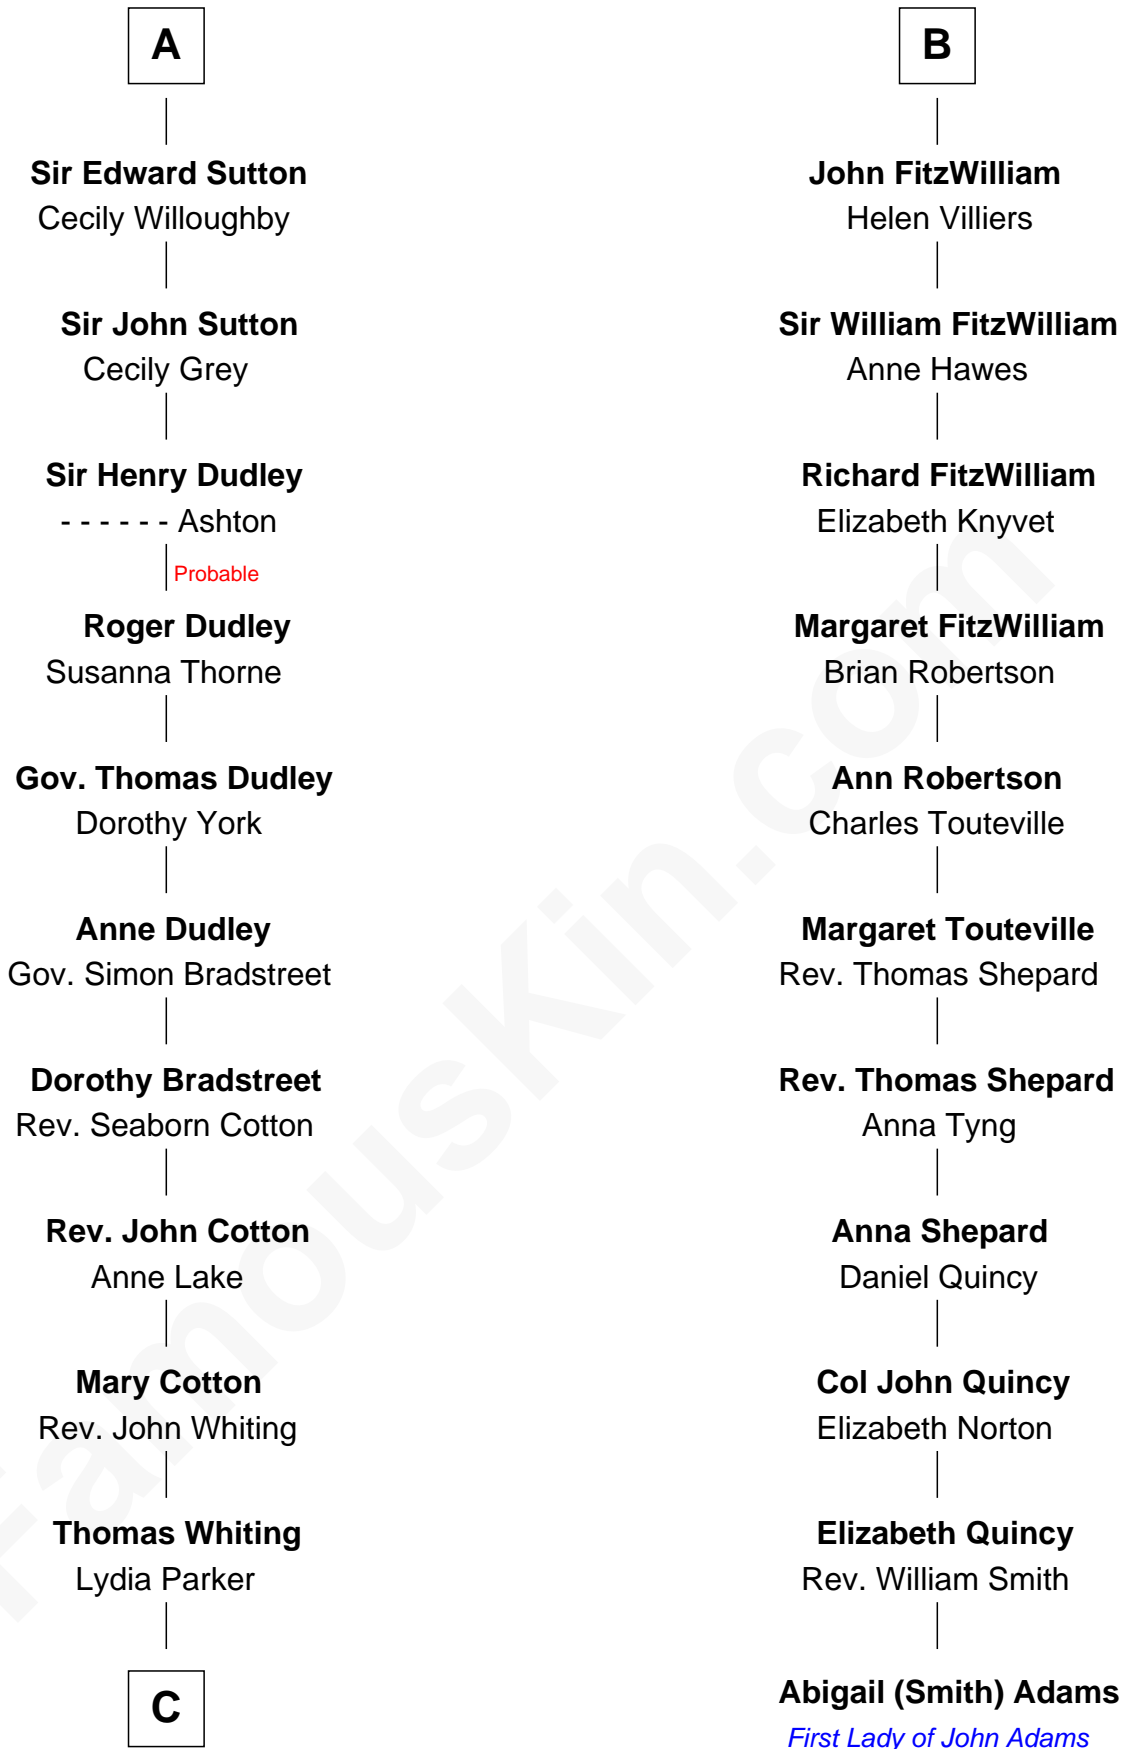 A
Sir Edward Sutton
Cecily Willoughby
Sir John Sutton
Cecily Grey
Sir Henry Dudley
- - - - - - Ashton
Probable
Roger Dudley
Susanna Thorne
Gov. Thomas Dudley
Dorothy York
Anne Dudley
Gov. Simon Bradstreet
Dorothy Bradstreet
Rev. Seaborn Cotton
Rev. John Cotton
Anne Lake
Mary Cotton
Rev. John Whiting
Thomas Whiting
Lydia Parker
C
B
John FitzWilliam
Helen Villiers
Sir William FitzWilliam
Anne Hawes
Richard FitzWilliam
Elizabeth Knyvet
Margaret FitzWilliam
Brian Robertson
Ann Robertson
Charles Touteville
Margaret Touteville
Rev. Thomas Shepard
Rev. Thomas Shepard
Anna Tyng
Anna Shepard
Daniel Quincy
Col John Quincy
Elizabeth Norton
Elizabeth Quincy
Rev. William Smith
Abigail (Smith) Adams
First Lady of John Adams
FamousKin.com